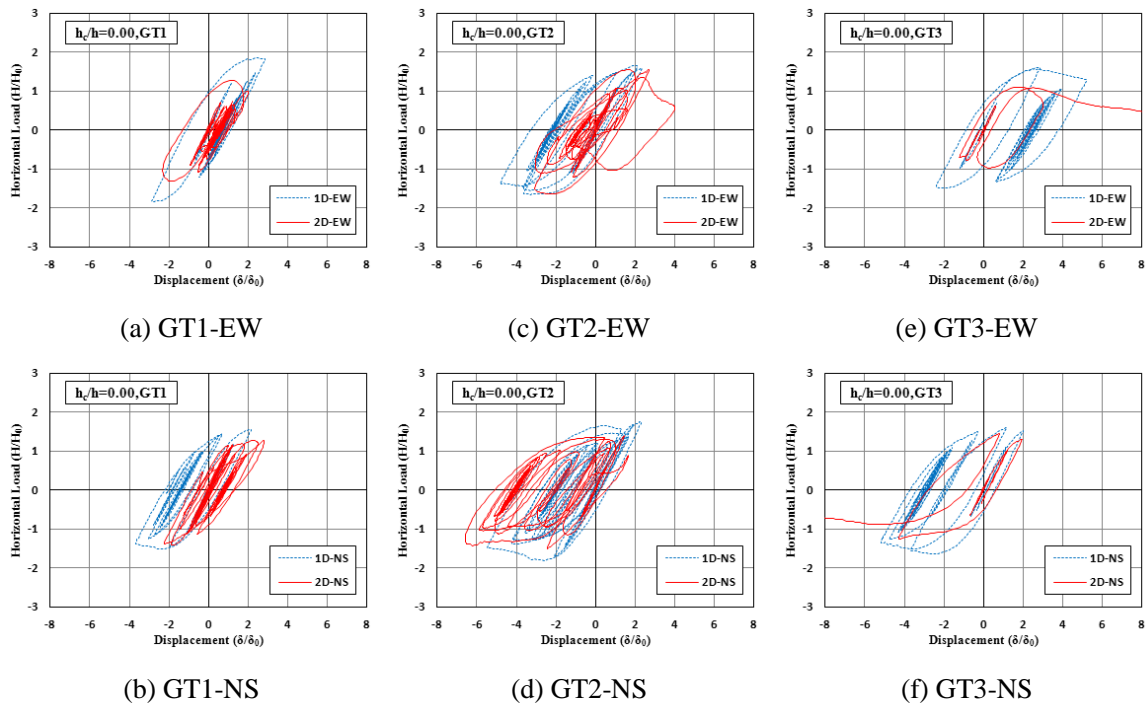 3
2
1
0
-1
-2
-3
-8 -6 -4 -2 0 2 4 6 8
Horizontal Load (H/H₀)
Displacement (δ/δ₀)
h_c/h=0.00,GT1
1D-EW
2D-EW
(a) GT1-EW
3
2
1
0
-1
-2
-3
-8 -6 -4 -2 0 2 4 6 8
Horizontal Load (H/H₀)
Displacement (δ/δ₀)
h_c/h=0.00,GT2
1D-EW
2D-EW
(c) GT2-EW
3
2
1
0
-1
-2
-3
-8 -6 -4 -2 0 2 4 6 8
Horizontal Load (H/H₀)
Displacement (δ/δ₀)
h_c/h=0.00,GT3
1D-EW
2D-EW
(e) GT3-EW
3
2
1
0
-1
-2
-3
-8 -6 -4 -2 0 2 4 6 8
Horizontal Load (H/H₀)
Displacement (δ/δ₀)
h_c/h=0.00,GT1
1D-NS
2D-NS
(b) GT1-NS
3
2
1
0
-1
-2
-3
-8 -6 -4 -2 0 2 4 6 8
Horizontal Load (H/H₀)
Displacement (δ/δ₀)
h_c/h=0.00,GT2
1D-NS
2D-NS
(d) GT2-NS
3
2
1
0
-1
-2
-3
-8 -6 -4 -2 0 2 4 6 8
Horizontal Load (H/H₀)
Displacement (δ/δ₀)
h_c/h=0.00,GT3
1D-NS
2D-NS
(f) GT3-NS